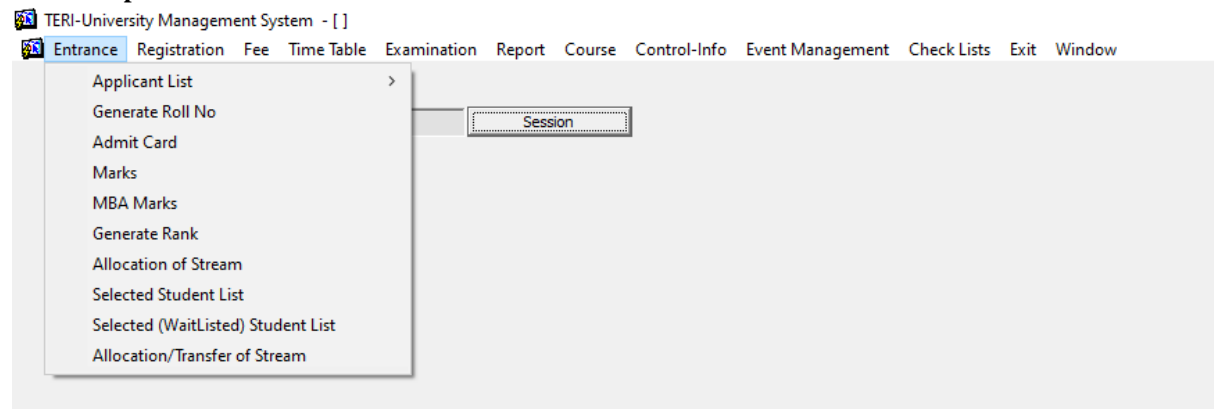 TERI-University Management System - [ ]
Entrance Registration Fee Time Table Examination Report Course Control-Info Event Management Check Lists Exit Window
Applicant List >
Generate Roll No
Session
Admit Card
Marks
MBA Marks
Generate Rank
Allocation of Stream
Selected Student List
Selected (WaitListed) Student List
Allocation/Transfer of Stream